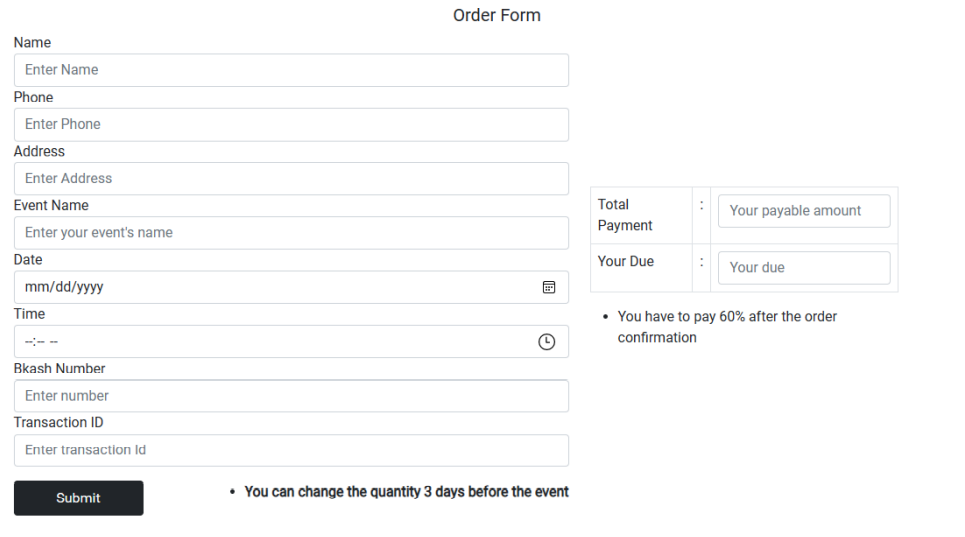 Order Form
Name
Enter Name
Phone
Enter Phone
Address
Enter Address
Event Name
Enter your event's name
Date
mm/dd/yyyy
Time
--:-- --
Bkash Number
Enter number
Transaction ID
Enter transaction Id
Submit
• You can change the quantity 3 days before the event
Total
Payment
:
Your payable amount
Your Due
:
Your due
• You have to pay 60% after the order
confirmation